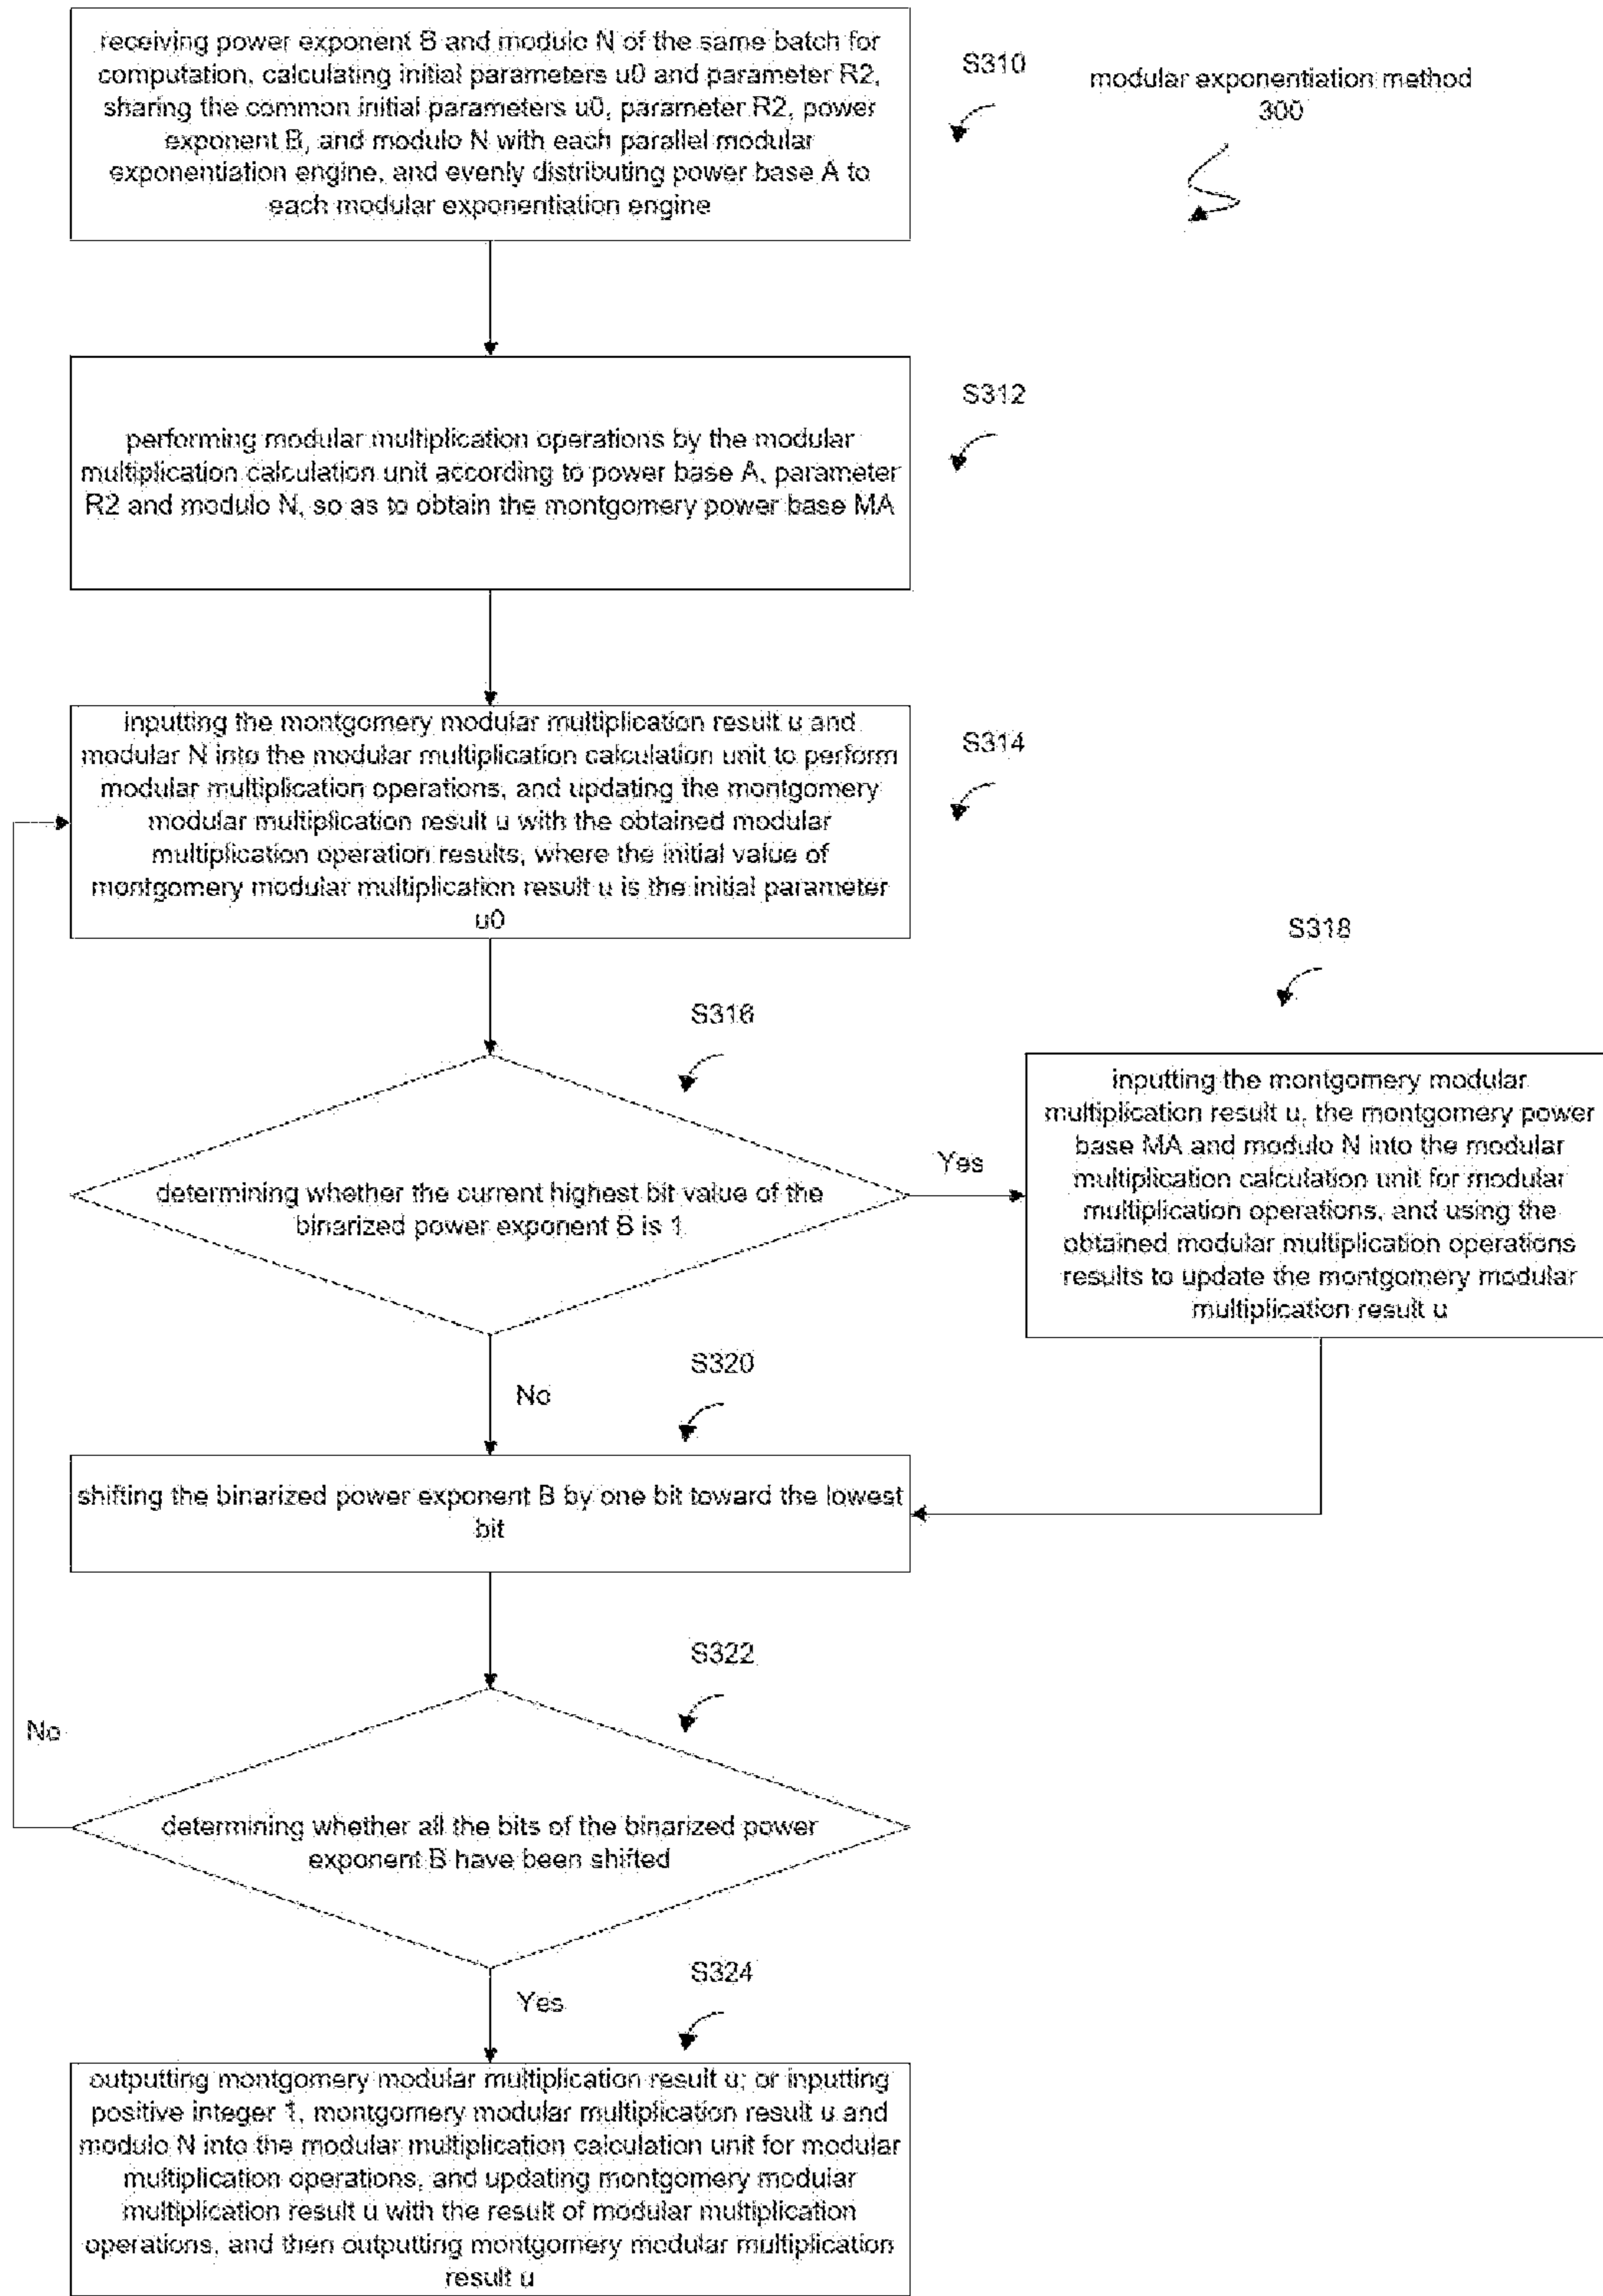 receiving power exponent B and modulo N of the same batch for
computation, calculating initial parameters u0 and parameter R2,
sharing the common initial parameters u0, parameter R2, power
exponent B, and modulo N with each parallel modular
exponentiation engine, and evenly distributing power base A to
each modular exponentiation engine
S310
modular exponentiation method
300
performing modular multiplication operations by the modular
multiplication calculation unit according to power base A, parameter
R2 and modulo N, so as to obtain the montgomery power base MA
S312
inputting the montgomery modular multiplication result u and
modular N into the modular multiplication calculation unit to perform
modular multiplication operations, and updating the montgomery
modular multiplication result u with the obtained modular
multiplication operation results, where the initial value of
montgomery modular multiplication result u is the initial parameter
u0
S314
S316
determining whether the current highest bit value of the
binarized power exponent B is 1
Yes
S318
inputting the montgomery modular
multiplication result u, the montgomery power
base MA and modulo N into the modular
multiplication calculation unit for modular
multiplication operations, and using the
obtained modular multiplication operations
results to update the montgomery modular
multiplication result u
No
S320
shifting the binarized power exponent B by one bit toward the lowest
bit
S322
No
determining whether all the bits of the binarized power
exponent B have been shifted
Yes
S324
outputting montgomery modular multiplication result u; or inputting
positive integer 1, montgomery modular multiplication result u and
modulo N into the modular multiplication calculation unit for modular
multiplication operations, and updating montgomery modular
multiplication result u with the result of modular multiplication
operations, and then outputting montgomery modular multiplication
result u